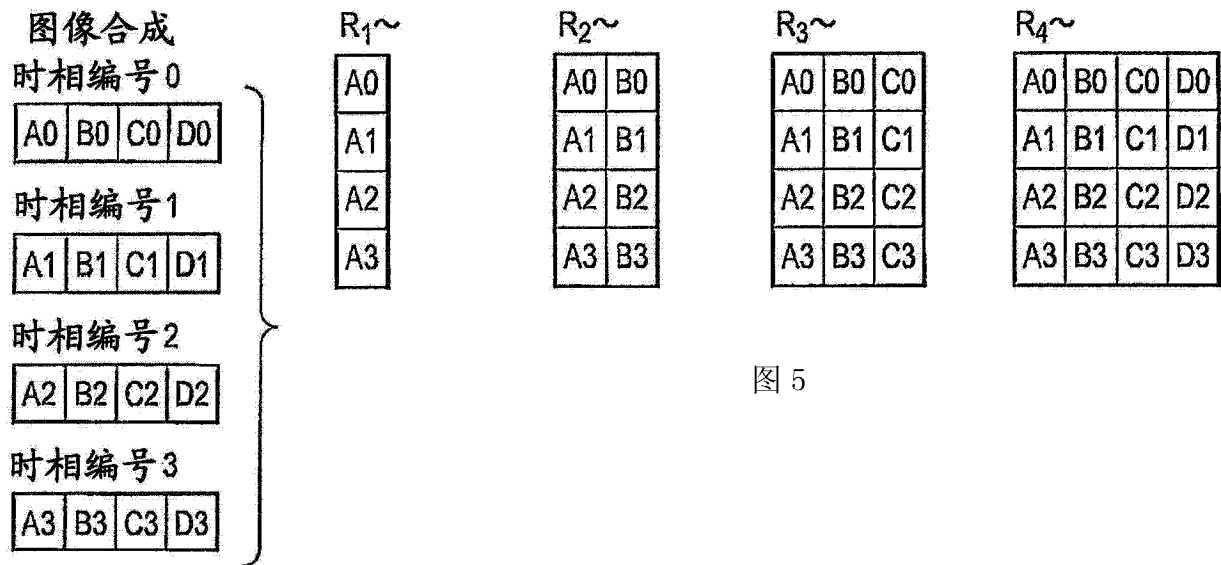 图像合成
时相编号0
A0 B0 C0 D0
时相编号1
A1 B1 C1 D1
时相编号2
A2 B2 C2 D2
时相编号3
A3 B3 C3 D3
R1~
A0
A1
A2
A3
R2~
A0 B0
A1 B1
A2 B2
A3 B3
R3~
A0 B0 C0
A1 B1 C1
A2 B2 C2
A3 B3 C3
R4~
A0 B0 C0 D0
A1 B1 C1 D1
A2 B2 C2 D2
A3 B3 C3 D3
图 5